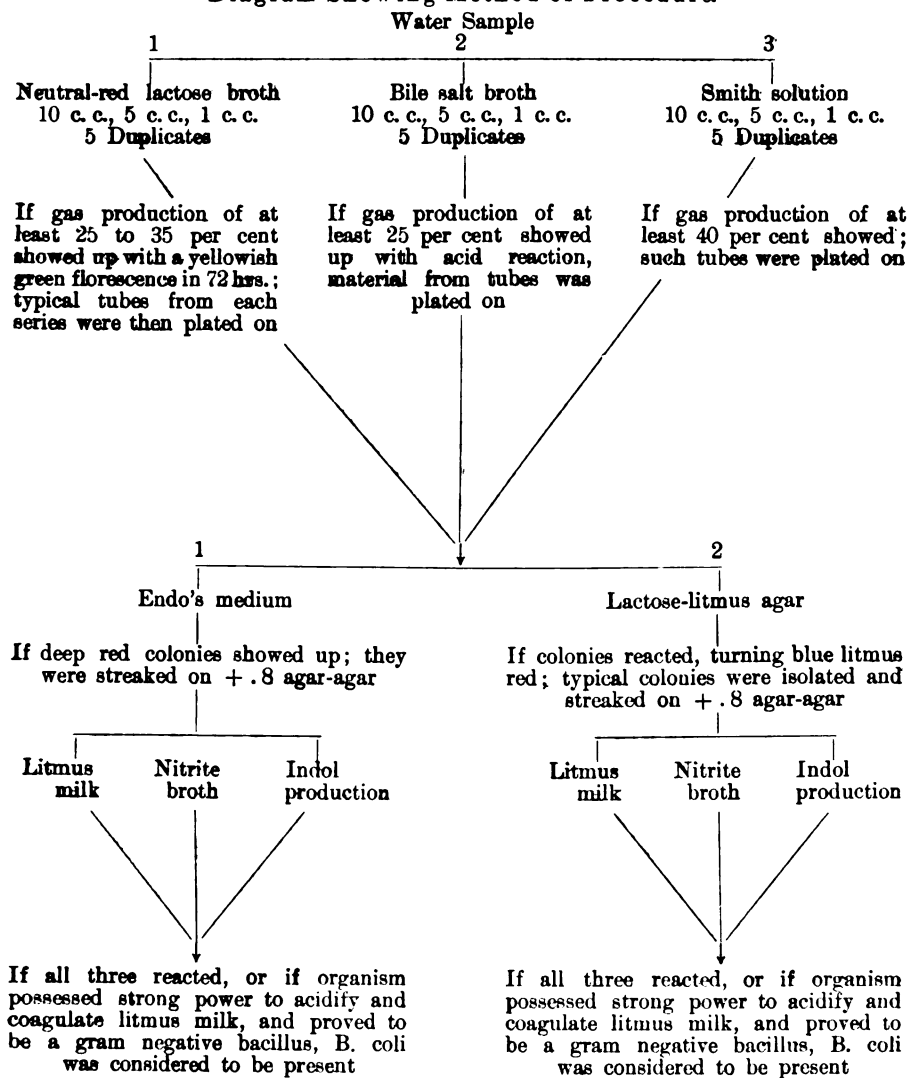 Water Sample
1 2 3
Neutral-red lactose broth
10 c. c., 5 c. c., 1 c. c.
5 Duplicates
Bile salt broth
10 c. c., 5 c. c., 1 c. c.
5 Duplicates
Smith solution
10 c. c., 5 c. c., 1 c. c.
5 Duplicates
If gas production of at
least 25 to 35 per cent
showed up with a yellowish
green florescence in 72 hrs.;
typical tubes from each
series were then plated on
If gas production of at
least 25 per cent showed
up with acid reaction,
material from tubes was
plated on
If gas production of at
least 40 per cent showed;
such tubes were plated on
1 2
Endo's medium
If deep red colonies showed up; they
were streaked on + .8 agar-agar
Litmus
milk
Nitrite
broth
Indol
production
If all three reacted, or if organism
possessed strong power to acidify and
coagulate litmus milk, and proved to
be a gram negative bacillus, B. coli
was considered to be present
Lactose-litmus agar
If colonies reacted, turning blue litmus
red; typical colonies were isolated and
streaked on + .8 agar-agar
Litmus
milk
Nitrite
broth
Indol
production
If all three reacted, or if organism
possessed strong power to acidify and
coagulate litmus milk, and proved to
be a gram negative bacillus, B. coli
was considered to be present